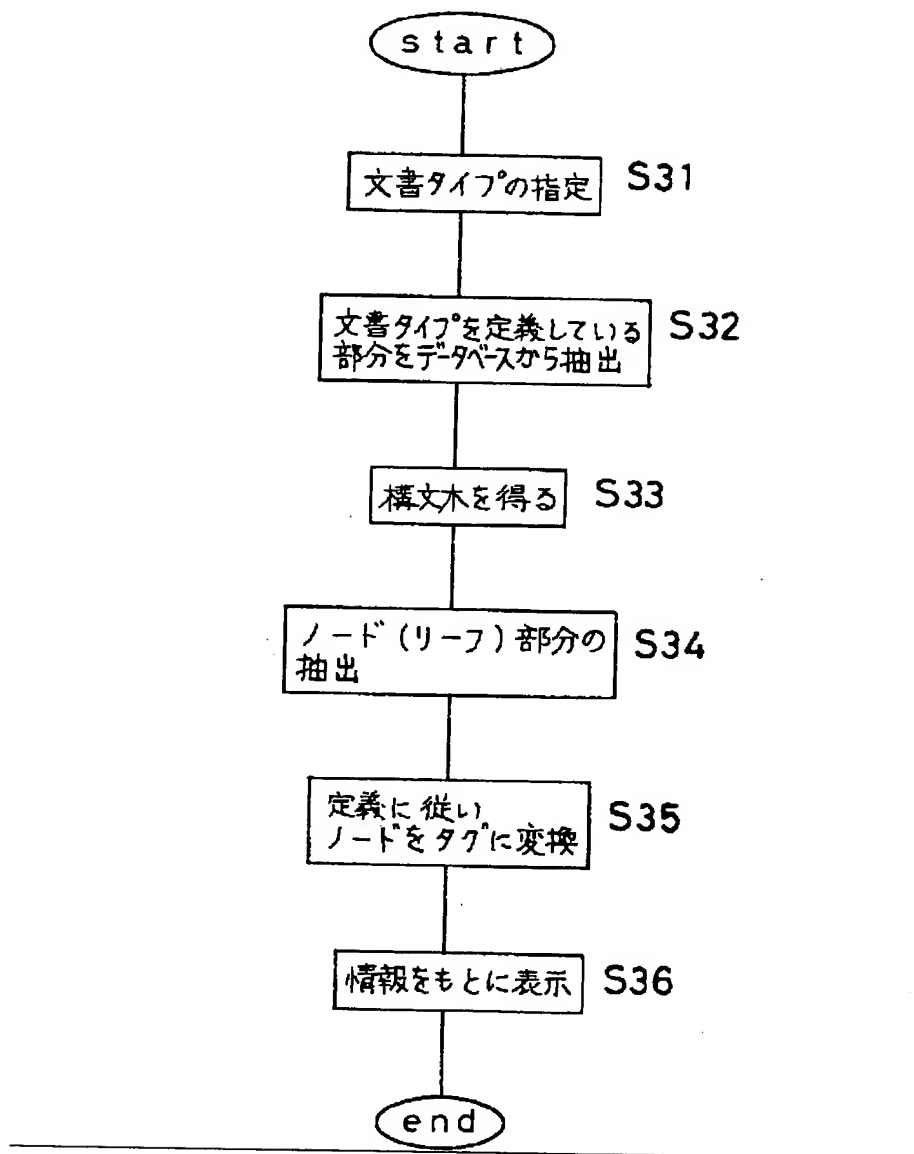 start
文書タイプの指定 S31
文書タイプを定義している S32
部分をデータベースから抽出
構文木を得る S33
ノード(リーフ)部分の S34
抽出
定義に従い S35
ノードをタグに変換
情報をもとに表示 S36
end